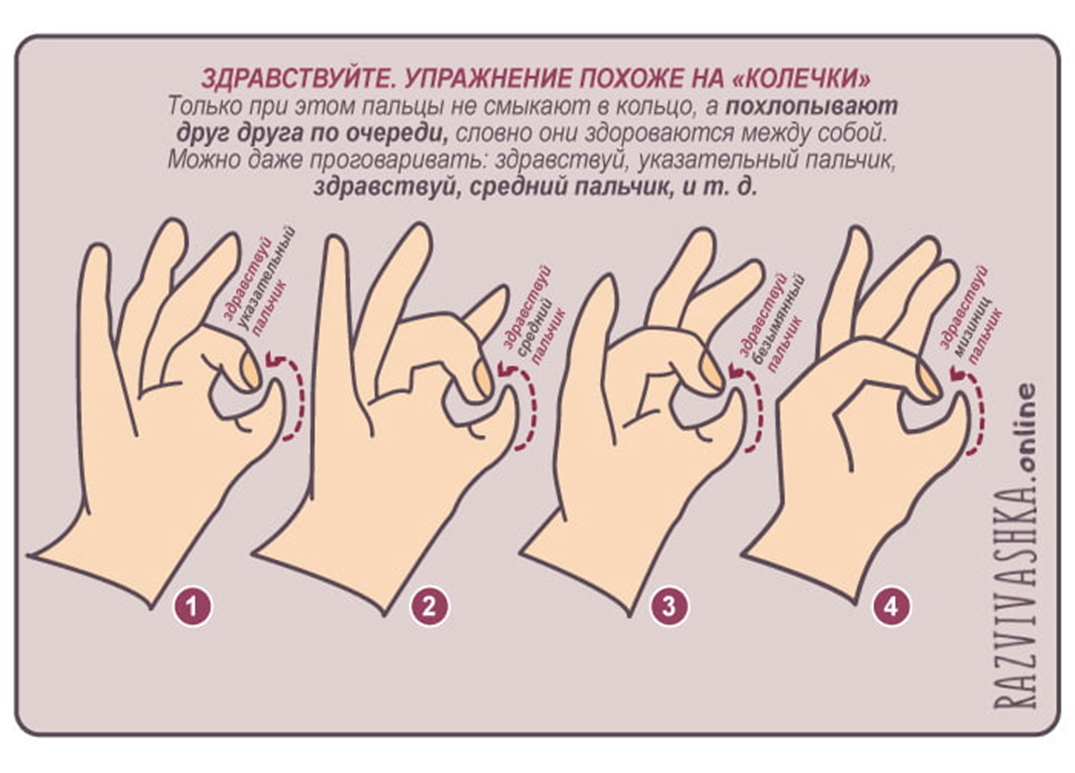 ЗДРАВСТВУЙТЕ. УПРАЖНЕНИЕ ПОХОЖЕ НА «КОЛЕЧКИ»
Только при этом пальцы не смыкают в кольцо, а похлопывают
друг друга по очереди, словно они здороваются между собой.
Можно даже проговаривать: здравствуй, указательный пальчик,
здравствуй, средний пальчик, и т. д.
здравствуй
указательный
пальчик
здравствуй
средний
пальчик
здравствуй
безымянный
пальчик
здравствуй
мизиниц
пальчик
1
2
3
4
RAZVIVASHKA.online